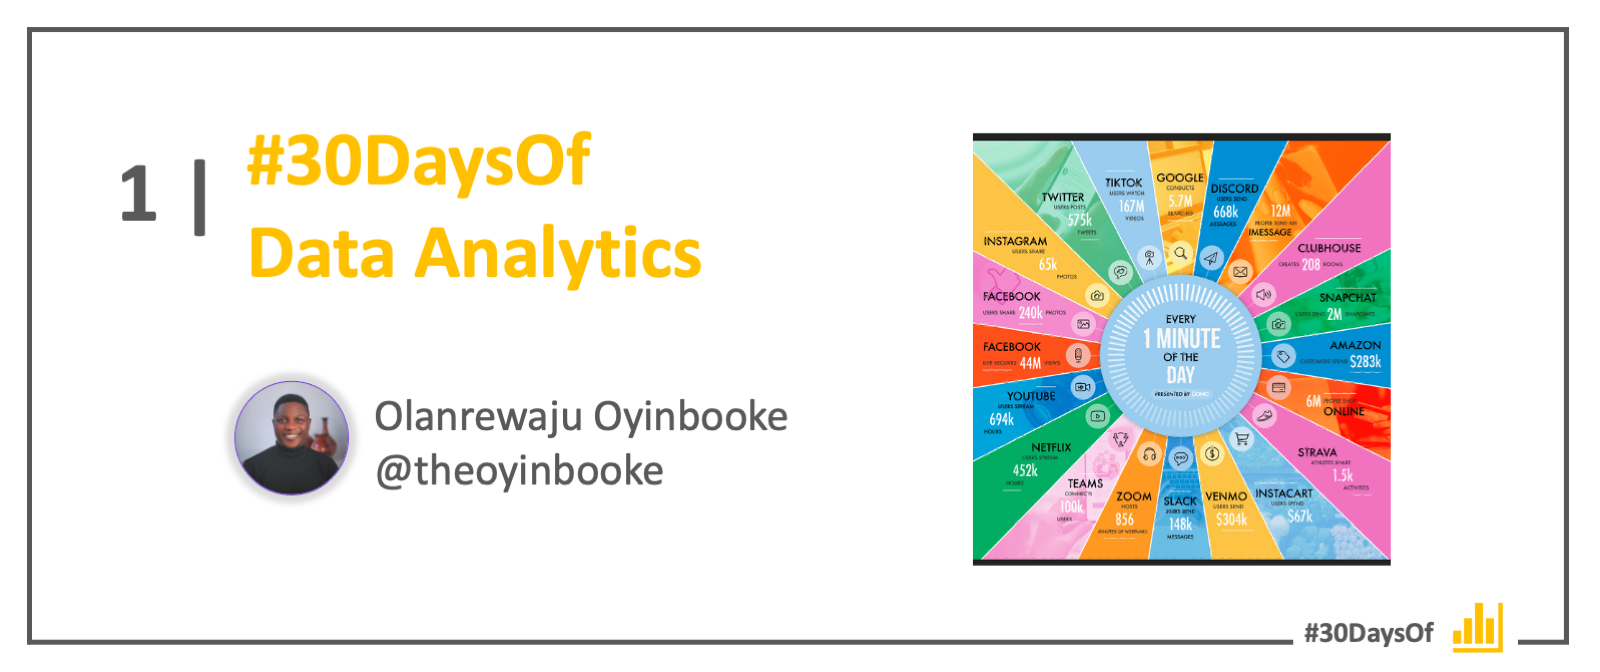 1 |
#30DaysOf
Data Analytics
Olanrewaju Oyinbooke
@theoyinbooke
TWITTER
USERS POSTS
575k
TWEETS
TIKTOK
USERS WATCH
167M
VIDEOS
GOOGLE
CONDUCTS
5.7M
SEARCHES
DISCORD
USERS SEND
668k
MESSAGES
12M
PEOPLE SEND AN
IMESSAGE
CLUBHOUSE
CREATES 208 ROOMS
SNAPCHAT
USERS SEND 2M SNAPCHATS
AMAZON
CUSTOMERS SPEND $283k
6M PEOPLE SHOP
ONLINE
STRAVA
ATHLETES SHARE
1.5k
ACTIVITIES
INSTACART
USERS SPEND
$67k
VENMO
USERS SEND
$304k
SLACK
USERS SEND
148k
MESSAGES
ZOOM
HOSTS
856
MINUTES OF WEBINARS
TEAMS
CONNECTS
100k
USERS
NETFLIX
USERS STREAM
452k
HOURS
YOUTUBE
USERS STREAM
694k
HOURS
FACEBOOK
LIVE RECEIVES 44M VIEWS
FACEBOOK
USERS SHARE 240k PHOTOS
INSTAGRAM
USERS SHARE
65k
PHOTOS
EVERY
1 MINUTE
OF THE
DAY
PRESENTED BY DOMO
#30DaysOf